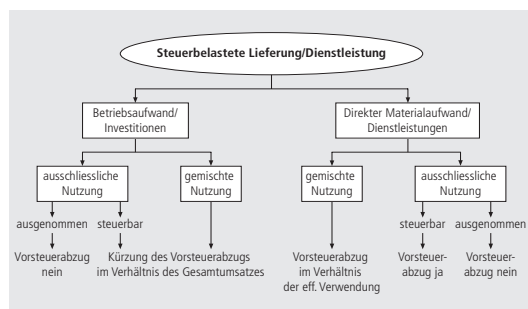 Steuerbelastete Lieferung/Dienstleistung
Betriebsaufwand/
Investitionen
Direkter Materialaufwand/
Dienstleistungen
ausschliessliche
Nutzung
gemischte
Nutzung
gemischte
Nutzung
ausschliessliche
Nutzung
ausgenommen
steuerbar
steuerbar
ausgenommen
Vorsteuerabzug
nein
Kürzung des Vorsteuerabzugs
im Verhältnis des Gesamtumsatzes
Vorsteuerabzug
im Verhältnis
der eff. Verwendung
Vorsteuer-
abzug ja
Vorsteuer-
abzug nein